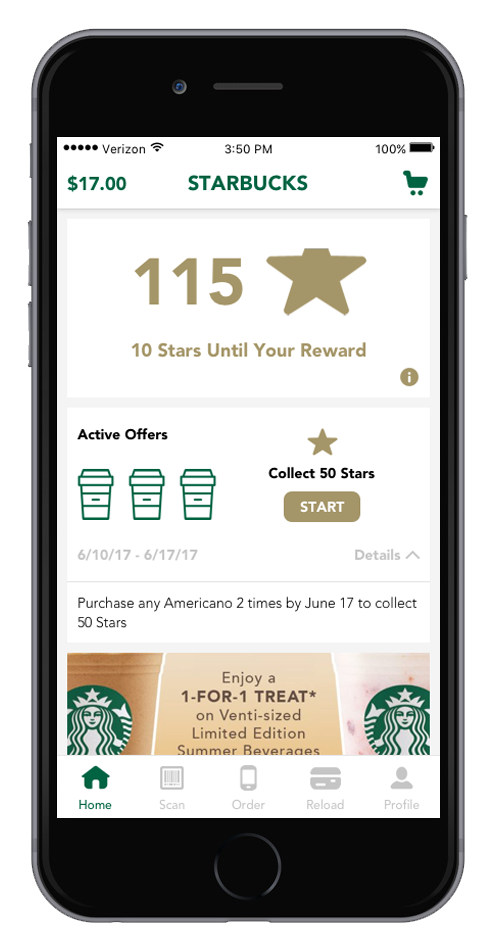 Verizon 3:50 PM 100%
$17.00 STARBUCKS
115
10 Stars Until Your Reward
Active Offers
Collect 50 Stars
START
6/10/17 - 6/17/17 Details
Purchase any Americano 2 times by June 17 to collect
50 Stars
Enjoy a
1-FOR-1 TREAT*
on Venti-sized
Limited Edition
Summer Beverages
Home Scan Order Reload Profile